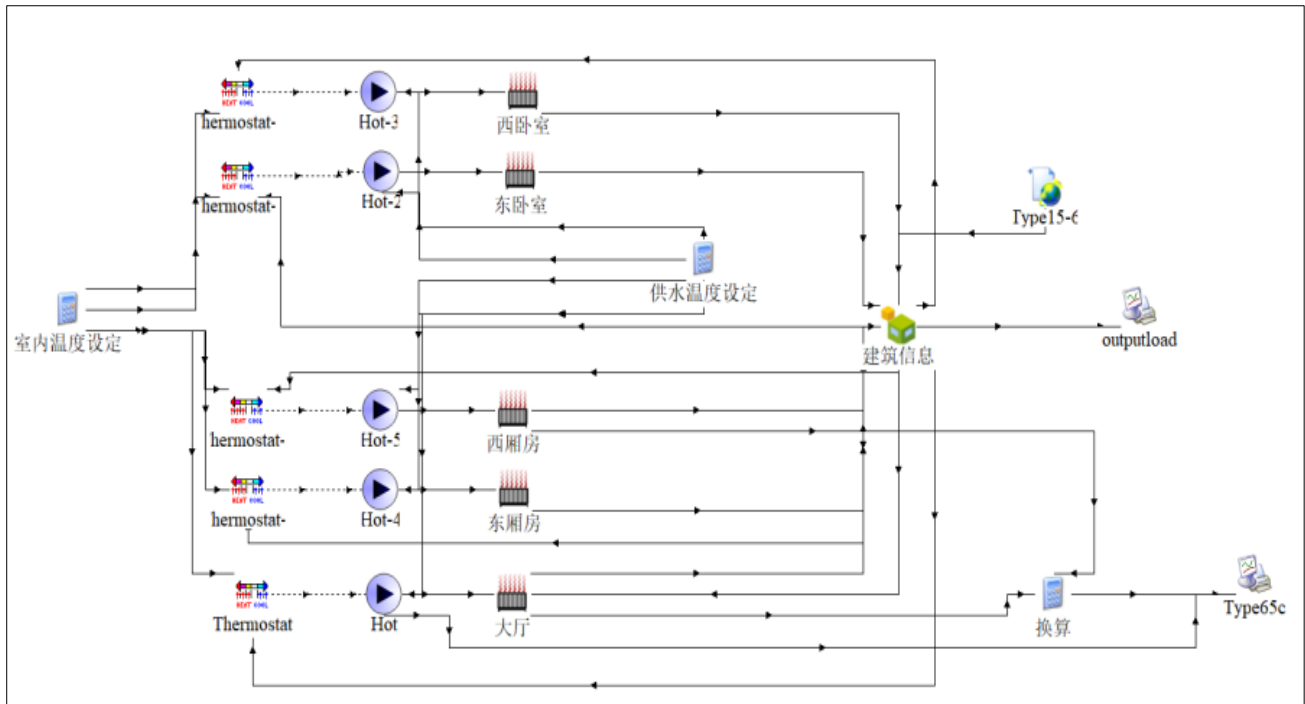 hermostat-
Hot-3
西卧室
hermostat-
Hot-2
东卧室
Type15-6
供水温度设定
室内温度设定
建筑信息
outputload
hermostat-
Hot-5
西厢房
hermostat-
Hot-4
东厢房
Thermostat
Hot
大厅
换算
Type65c